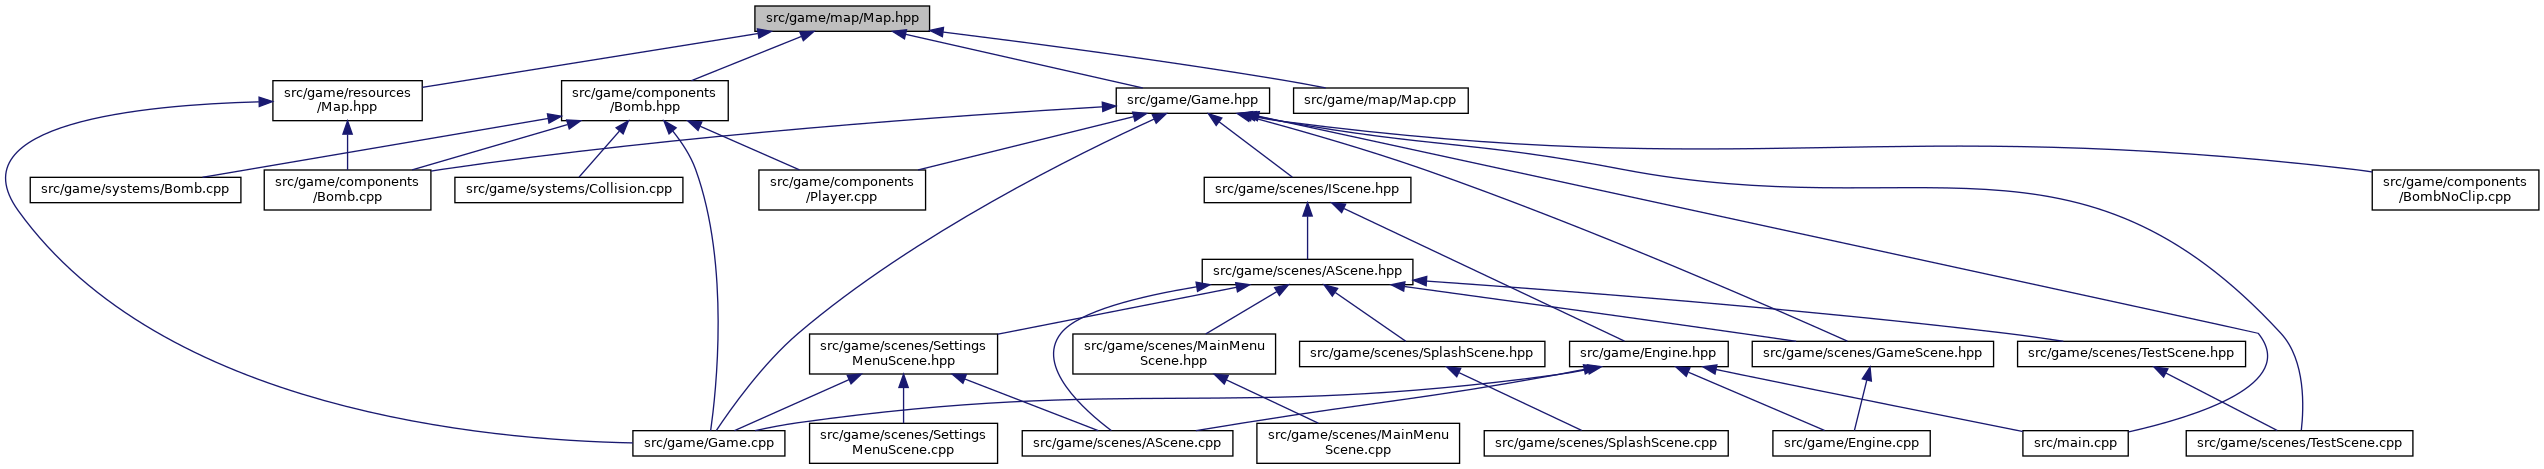 src/game/map/Map.hpp
src/game/resources
/Map.hpp
src/game/components
/Bomb.hpp
src/game/Game.hpp
src/game/map/Map.cpp
src/game/systems/Bomb.cpp
src/game/components
/Bomb.cpp
src/game/systems/Collision.cpp
src/game/components
/Player.cpp
src/game/scenes/IScene.hpp
src/game/components
/BombNoClip.cpp
src/game/scenes/AScene.hpp
src/game/scenes/Settings
MenuScene.hpp
src/game/scenes/MainMenu
Scene.hpp
src/game/scenes/SplashScene.hpp
src/game/Engine.hpp
src/game/scenes/GameScene.hpp
src/game/scenes/TestScene.hpp
src/game/Game.cpp
src/game/scenes/Settings
MenuScene.cpp
src/game/scenes/AScene.cpp
src/game/scenes/MainMenu
Scene.cpp
src/game/scenes/SplashScene.cpp
src/game/Engine.cpp
src/main.cpp
src/game/scenes/TestScene.cpp